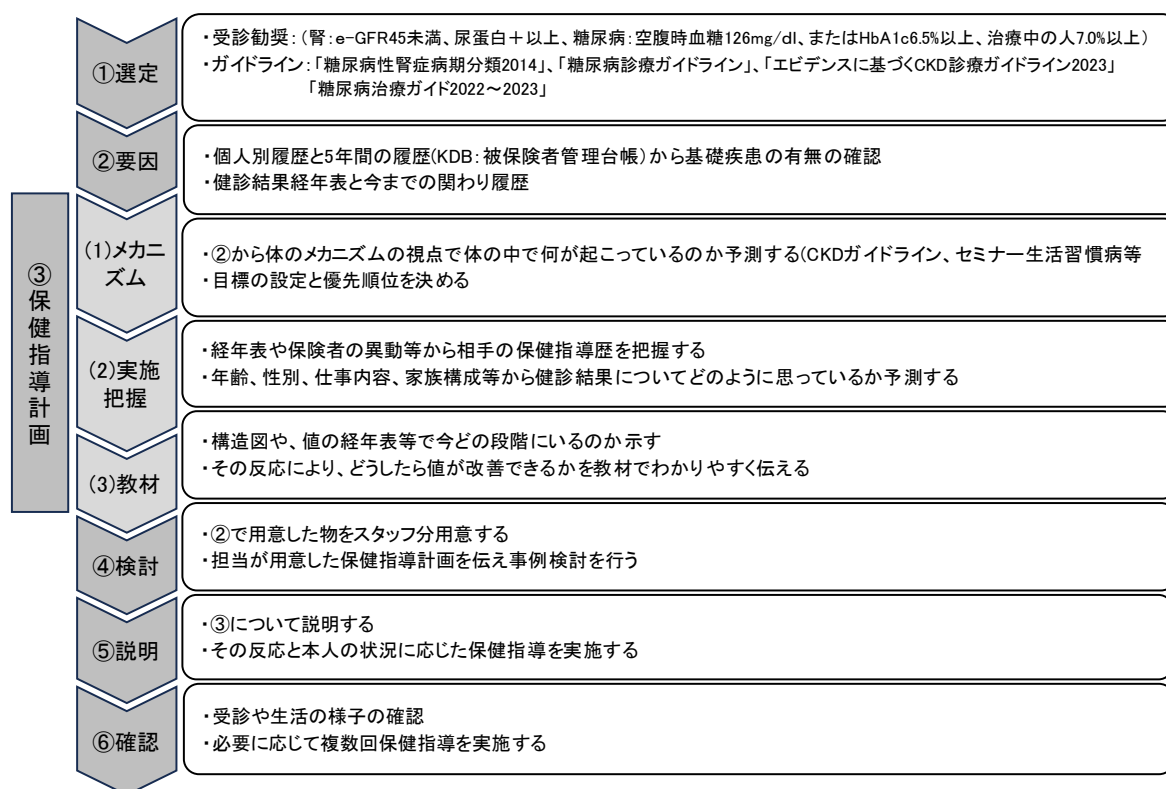 ①選定
・受診勧奨：（腎：e-GFR45未満、尿蛋白＋以上、糖尿病：空腹時血糖126mg/dl、またはHbA1c6.5%以上、治療中の人7.0%以上）
・ガイドライン：「糖尿病性腎症病期分類2014」、「糖尿病診療ガイドライン」、「エビデンスに基づくCKD診療ガイドライン2023」
「糖尿病治療ガイド2022～2023」
②要因
・個人別履歴と5年間の履歴(KDB：被保険者管理台帳）から基礎疾患の有無の確認
・健診結果経年表と今までの関わり履歴
③保健指導計画
(1)メカニ
ズム
・②から体のメカニズムの視点で体の中で何が起こっているのか予測する(CKDガイドライン、セミナー生活習慣病等
・目標の設定と優先順位を決める
(2)実施
把握
・経年表や保険者の異動等から相手の保健指導歴を把握する
・年齢、性別、仕事内容、家族構成等から健診結果についてどのように思っているか予測する
(3)教材
・構造図や、値の経年表等で今どの段階にいるのか示す
・その反応により、どうしたら値が改善できるかを教材でわかりやすく伝える
④検討
・②で用意した物をスタッフ分用意する
・担当が用意した保健指導計画を伝え事例検討を行う
⑤説明
・③について説明する
・その反応と本人の状況に応じた保健指導を実施する
⑥確認
・受診や生活の様子の確認
・必要に応じて複数回保健指導を実施する